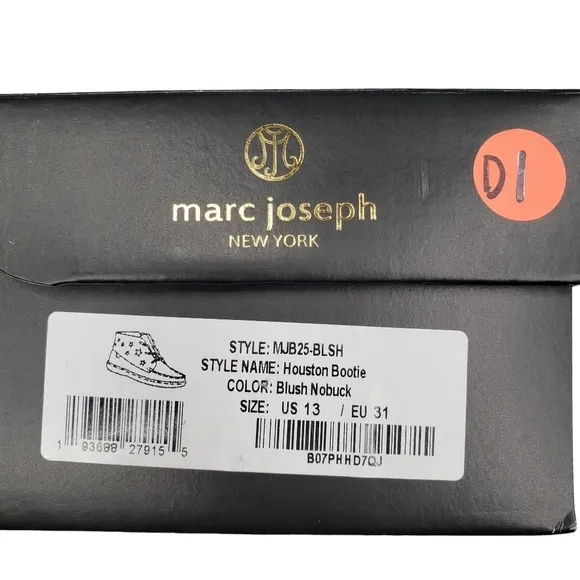 marc joseph
NEW YORK
D1
STYLE: MJB25-BLSH
STYLE NAME: Houston Bootie
COLOR: Blush Nobuck
SIZE: US 13 / EU 31
1 93688 27915 5
B07PHHD7QJ